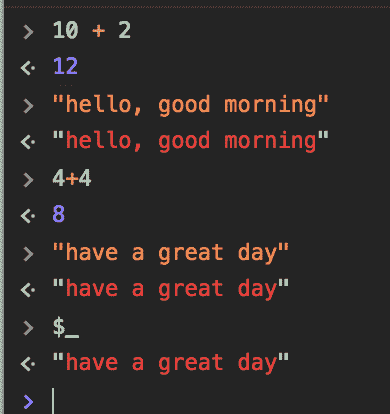 > 10 + 2
< 12
> "hello, good morning"
< "hello, good morning"
> 4+4
< 8
> "have a great day"
< "have a great day"
> $_
< "have a great day"
>